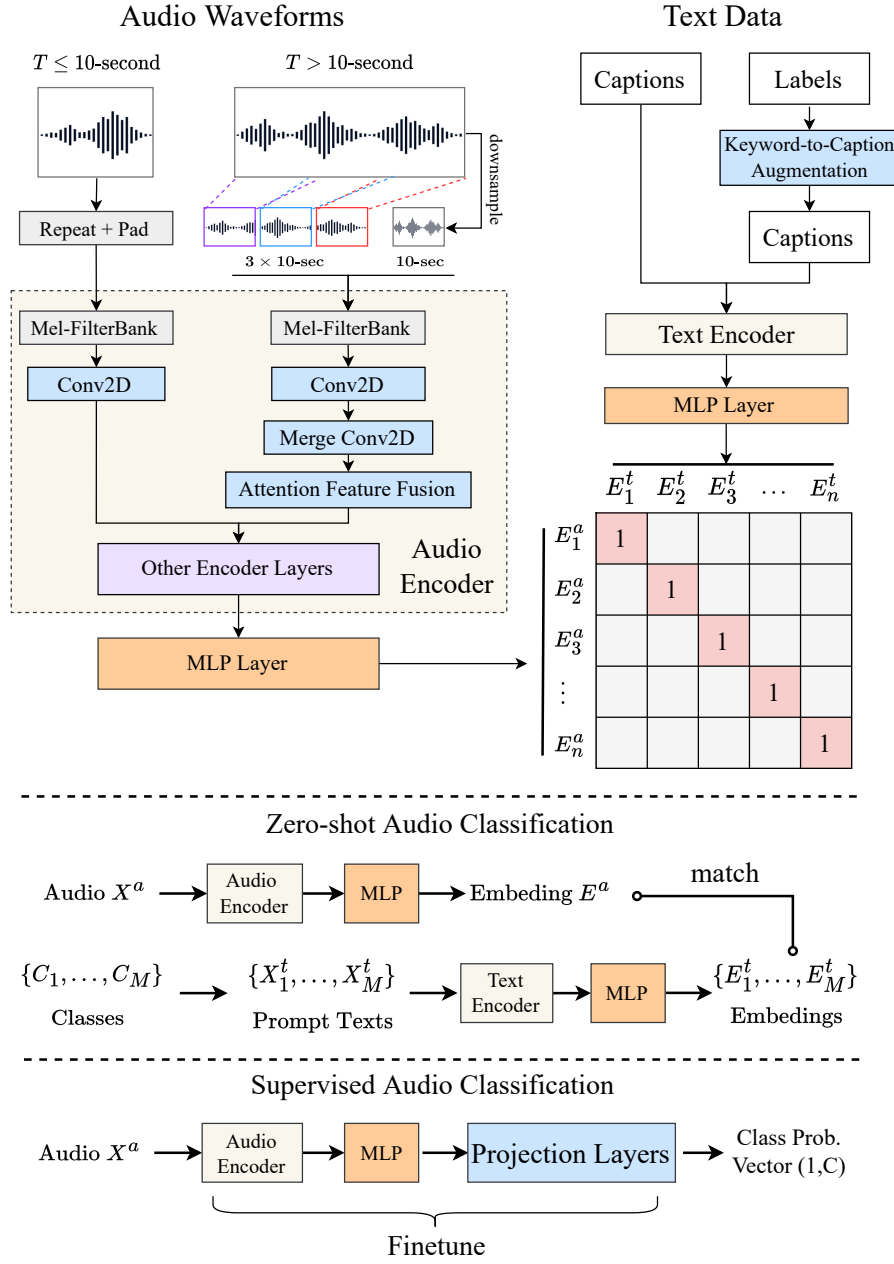 Audio Waveforms
Text Data
T ≤ 10-second
T > 10-second
downsample
Captions
Labels
Keyword-to-Caption
Augmentation
Captions
Repeat + Pad
3 × 10-sec
10-sec
Mel-FilterBank
Mel-FilterBank
Text Encoder
Conv2D
Conv2D
MLP Layer
Merge Conv2D
Attention Feature Fusion
Other Encoder Layers
Audio
Encoder
MLP Layer
E_1^t E_2^t E_3^t … E_n^t
E_1^a 1
E_2^a 1
E_3^a 1
⋮ 1
E_n^a 1
Zero-shot Audio Classification
Audio X^a
Audio
Encoder
MLP
Embeding E^a
match
{C_1, …, C_M}
Classes
{X_1^t, …, X_M^t}
Prompt Texts
Text
Encoder
MLP
{E_1^t, …, E_M^t}
Embedings
Supervised Audio Classification
Audio X^a
Audio
Encoder
MLP
Projection Layers
Class Prob.
Vector (1,C)
Finetune